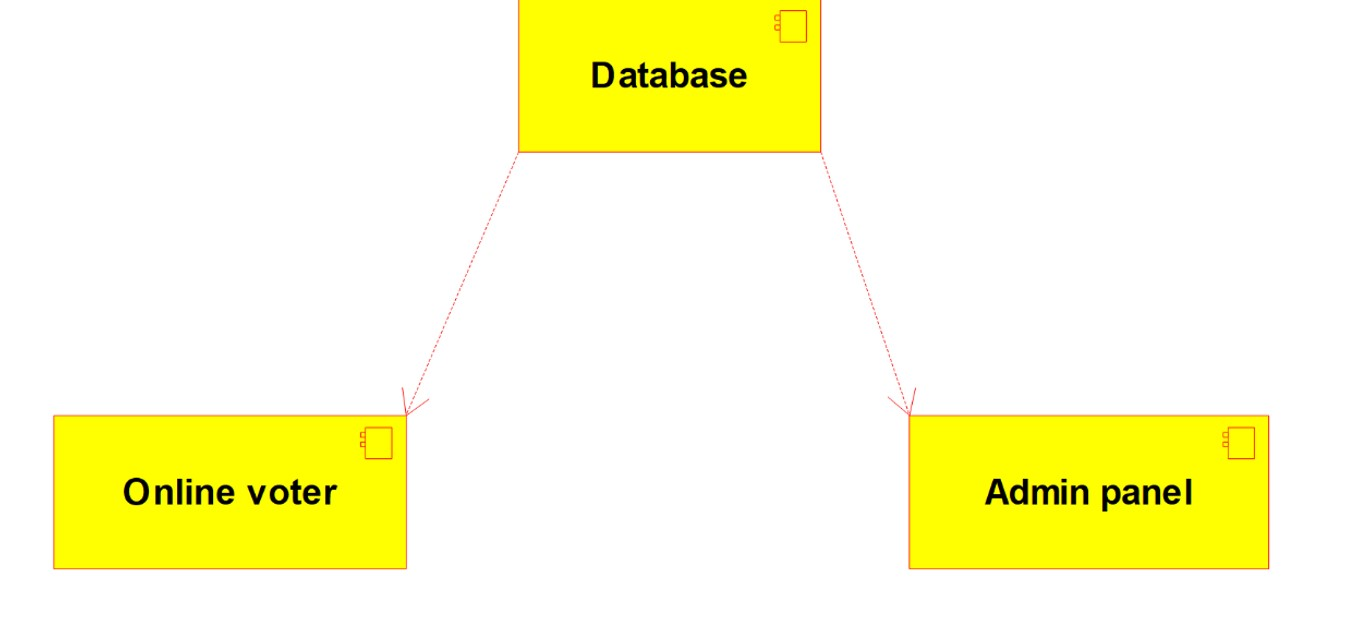 Database
Online voter
Admin panel